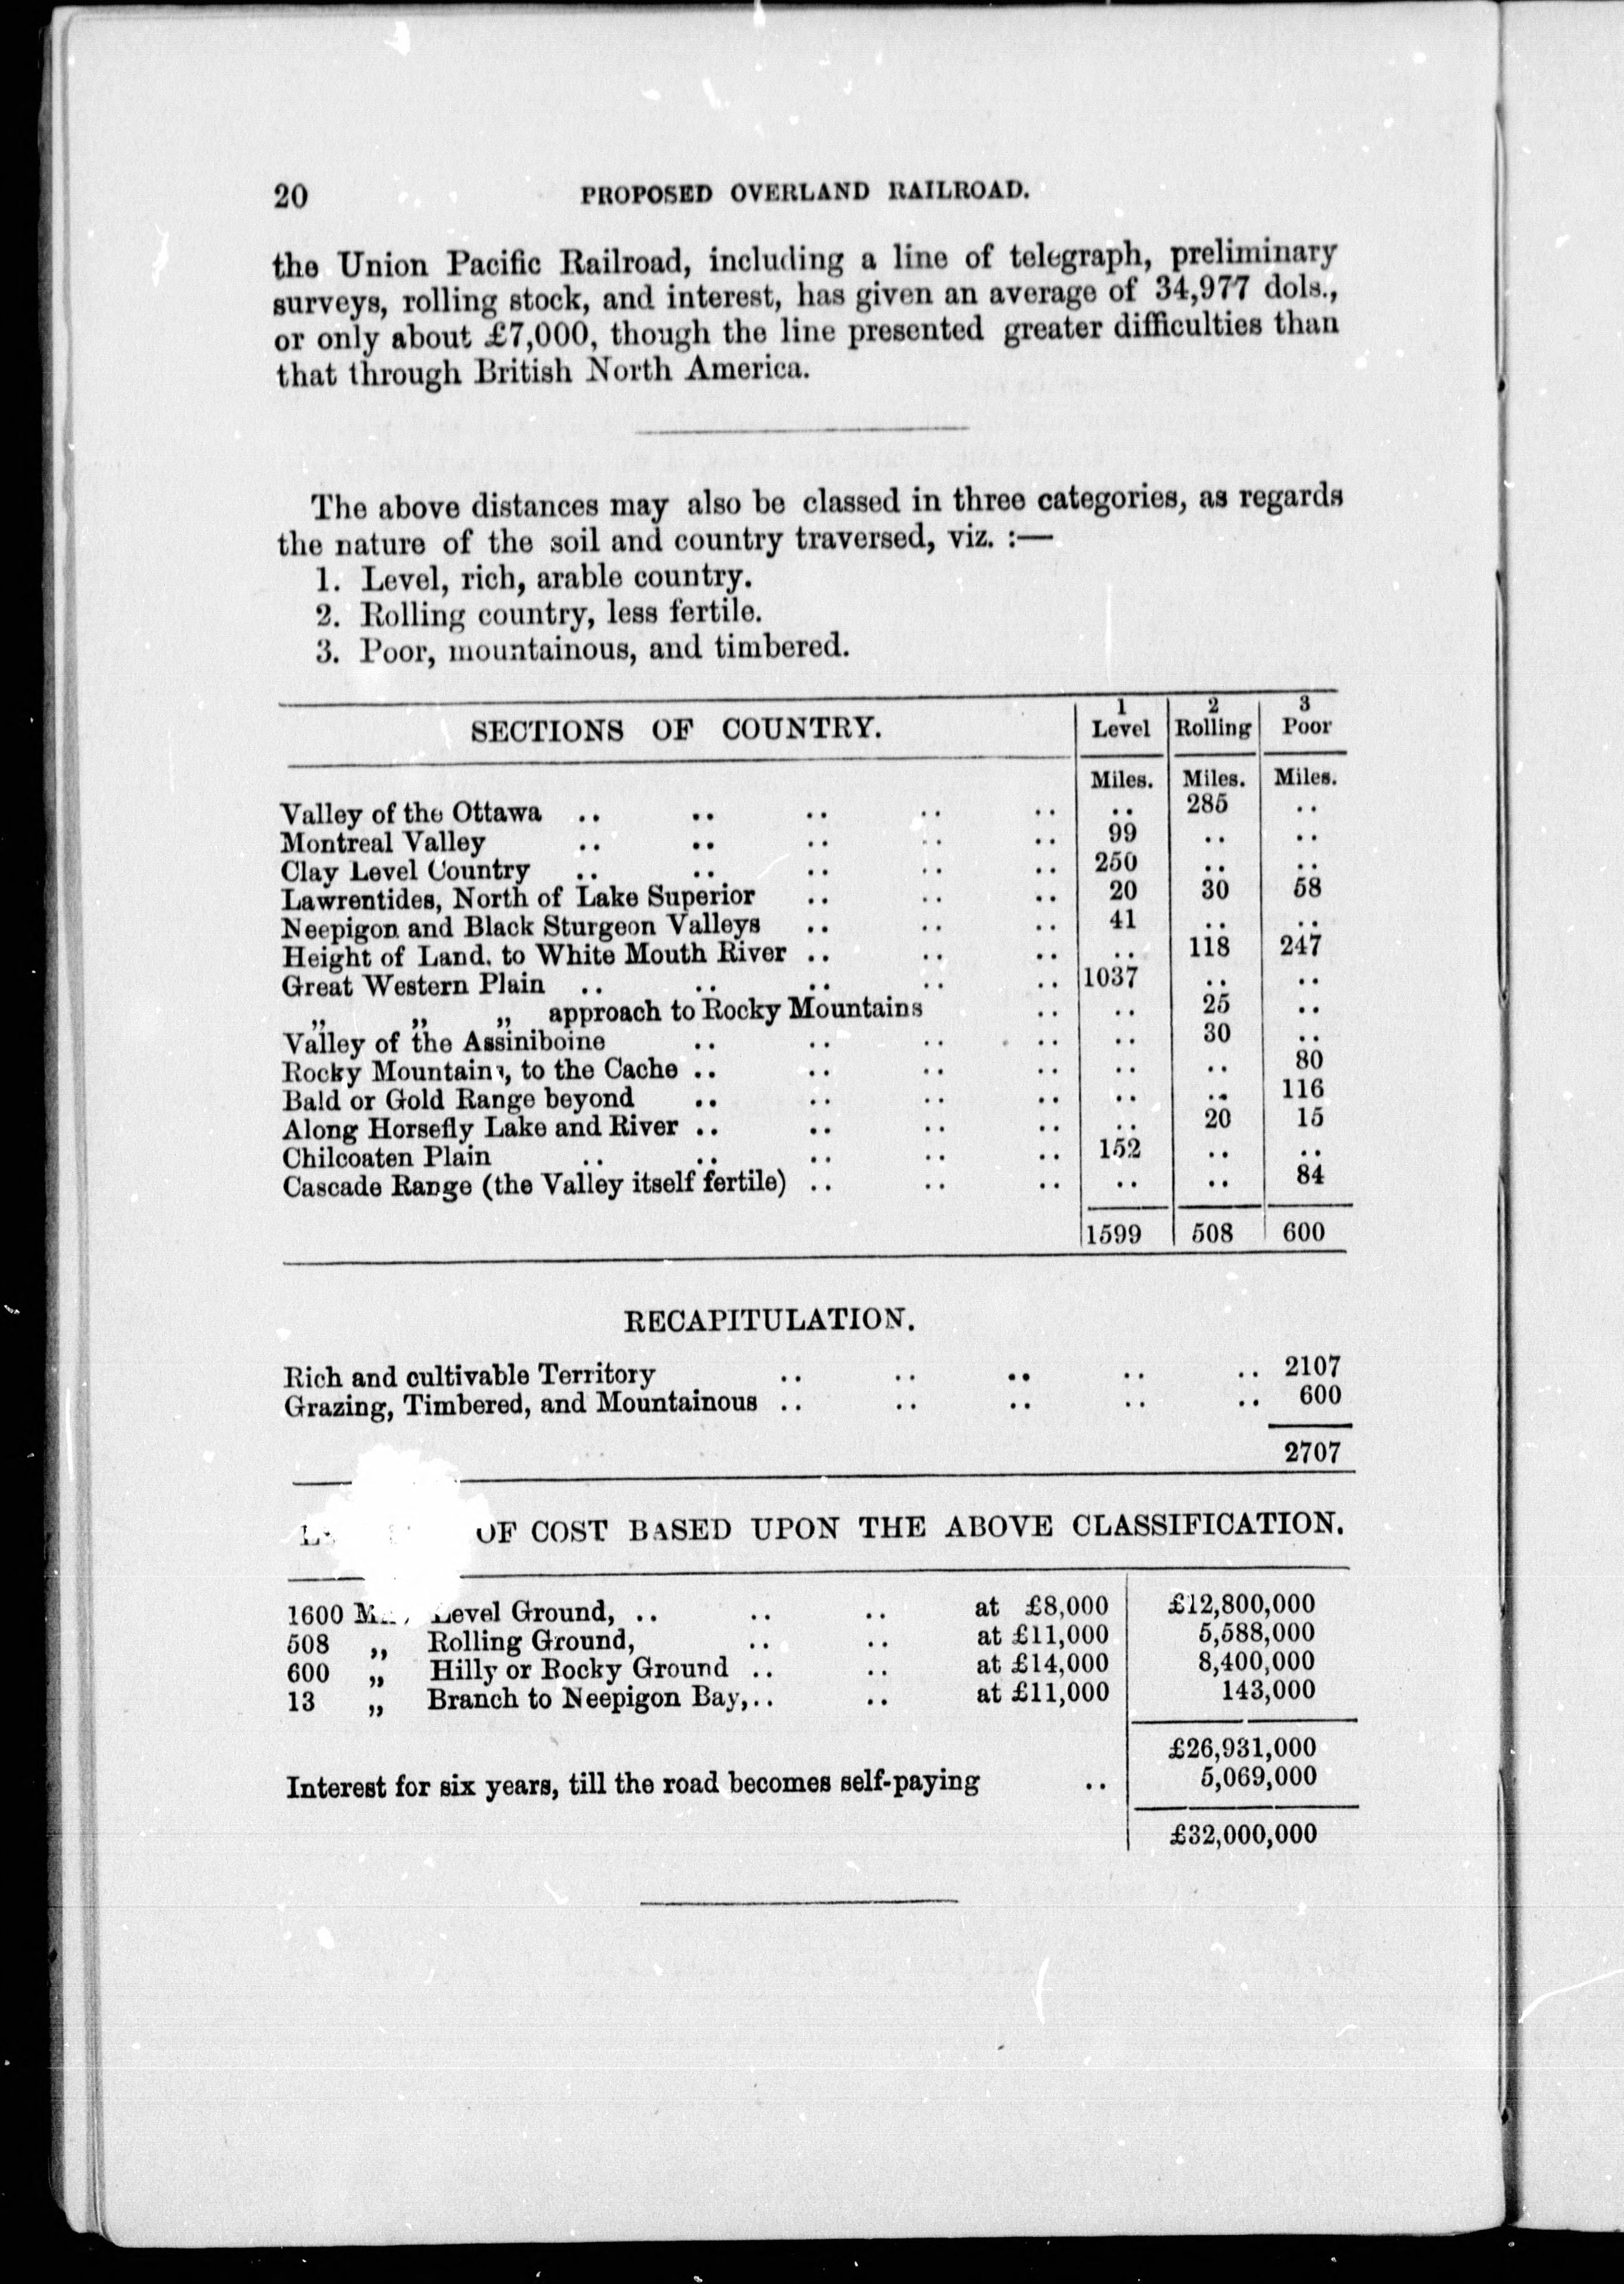 20 PROPOSED OVERLAND RAILROAD.
the Union Pacific Railroad, including a line of telegraph, preliminary
surveys, rolling stock, and interest, has given an average of 34,977 dols.,
or only about £7,000, though the line presented greater difficulties than
that through British North America.
The above distances may also be classed in three categories, as regards
the nature of the soil and country traversed, viz. :—
1. Level, rich, arable country.
2. Rolling country, less fertile.
3. Poor, mountainous, and timbered.
1 2 3
SECTIONS OF COUNTRY. Level Rolling Poor
Miles. Miles. Miles.
Valley of the Ottawa .. .. .. .. .. .. 285 ..
Montreal Valley .. .. .. .. .. 99 .. ..
Clay Level Country .. .. .. .. .. 250 .. ..
Lawrentides, North of Lake Superior .. .. .. 20 30 58
Neepigon and Black Sturgeon Valleys .. .. .. 41 .. ..
Height of Land, to White Mouth River .. .. .. .. 118 247
Great Western Plain .. .. .. .. .. 1037 .. ..
„ „ „ approach to Rocky Mountains .. .. 25 ..
Valley of the Assiniboine .. .. .. .. .. 30 ..
Rocky Mountains, to the Cache .. .. .. .. .. .. 80
Bald or Gold Range beyond .. .. .. .. .. .. 116
Along Horsefly Lake and River .. .. .. .. .. 20 15
Chilcoaten Plain .. .. .. .. .. 152 .. ..
Cascade Range (the Valley itself fertile) .. .. .. .. .. 84
1599 508 600
RECAPITULATION.
Rich and cultivable Territory .. .. .. .. .. 2107
Grazing, Timbered, and Mountainous .. .. .. .. .. 600
2707
OF COST BASED UPON THE ABOVE CLASSIFICATION.
1600 Level Ground, .. .. .. at £8,000 £12,800,000
508 „ Rolling Ground, .. .. at £11,000 5,588,000
600 „ Hilly or Rocky Ground .. .. at £14,000 8,400,000
13 „ Branch to Neepigon Bay,.. .. at £11,000 143,000
£26,931,000
Interest for six years, till the road becomes self-paying .. 5,069,000
£32,000,000